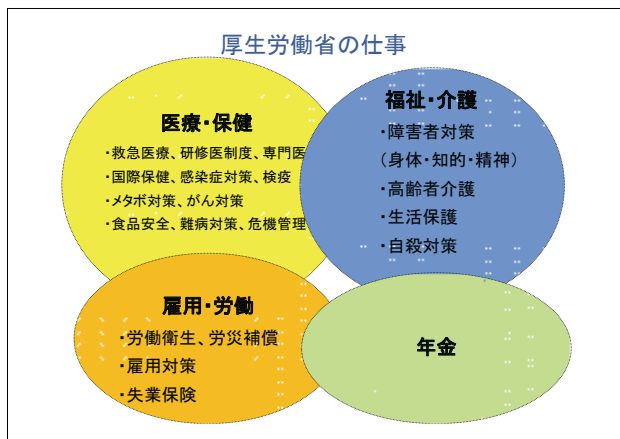 厚生労働省の仕事
医療・保健
・救急医療、研修医制度、専門医
・国際保健、感染症対策、検疫
・メタボ対策、がん対策
・食品安全、難病対策、危機管理
福祉・介護
・障害者対策
（身体・知的・精神）
・高齢者介護
・生活保護
・自殺対策
雇用・労働
・労働衛生、労災補償
・雇用対策
・失業保険
年金